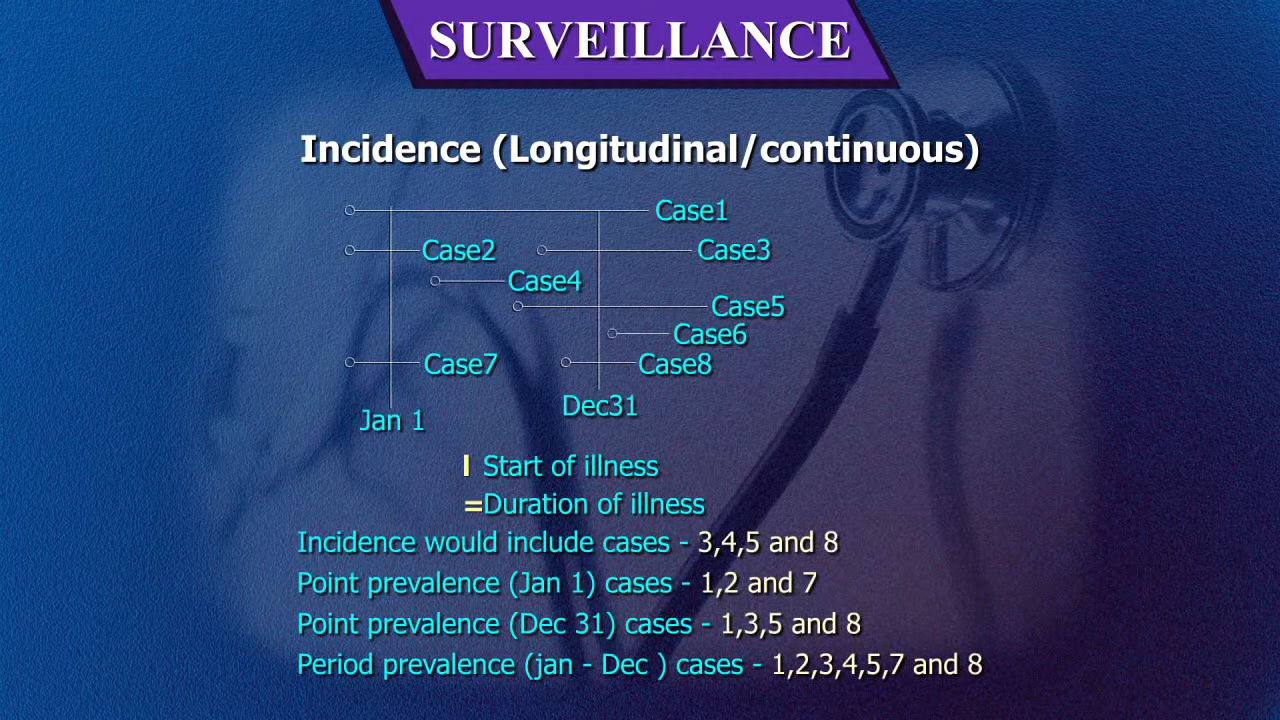 SURVEILLANCE
Incidence (Longitudinal/continuous)
Case1
Case2
Case3
Case4
Case5
Case6
Case7
Case8
Jan 1
Dec31
I Start of illness
=Duration of illness
Incidence would include cases - 3,4,5 and 8
Point prevalence (Jan 1) cases - 1,2 and 7
Point prevalence (Dec 31) cases - 1,3,5 and 8
Period prevalence (jan - Dec ) cases - 1,2,3,4,5,7 and 8